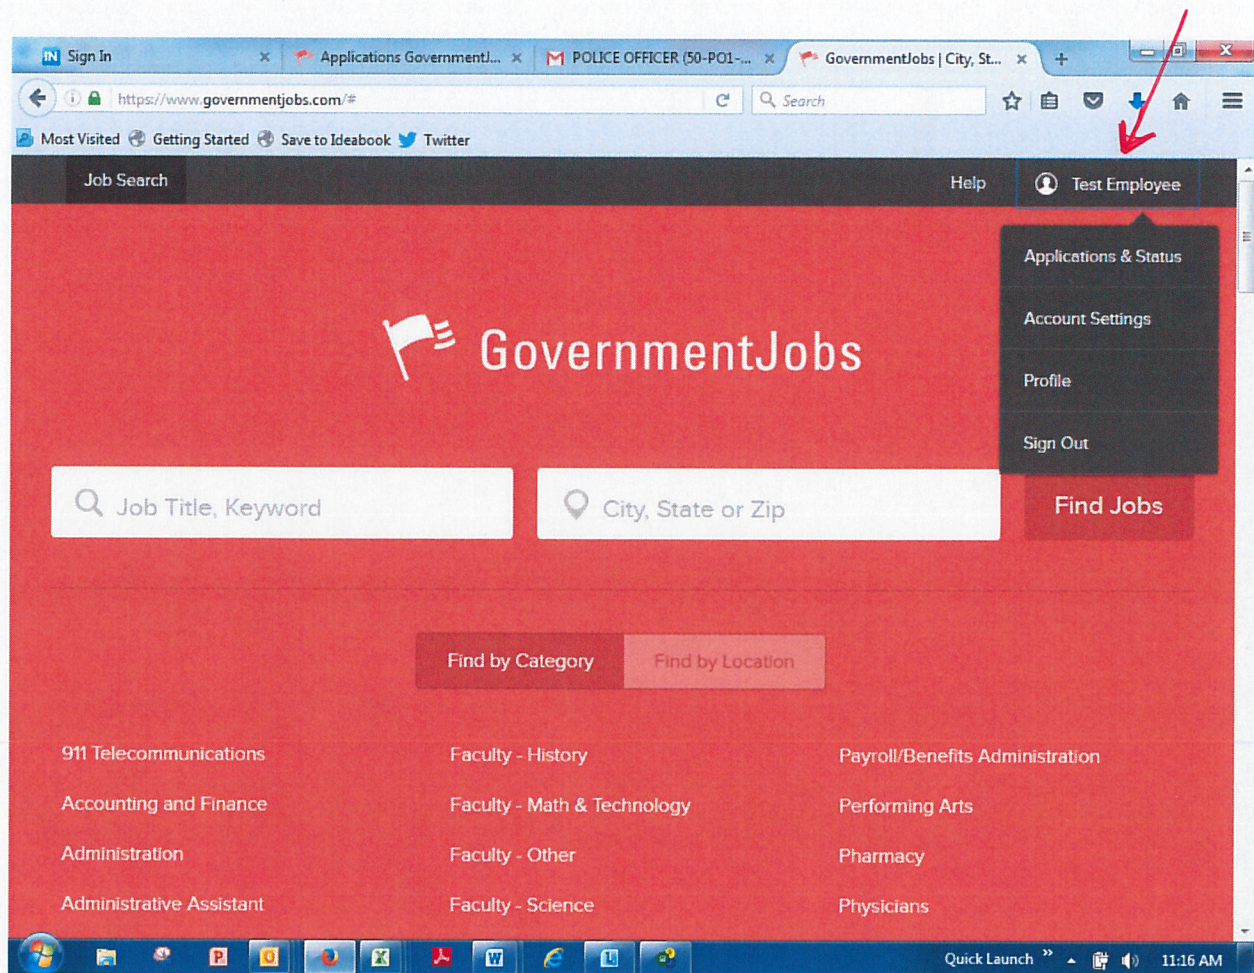 Sign In
Applications GovernmentJ...
POLICE OFFICER (50-PO1-...
GovernmentJobs | City, St...
https://www.governmentjobs.com/#
Search
Most Visited
Getting Started
Save to Ideabook
Twitter
Job Search
Help
Test Employee
Applications & Status
Account Settings
Profile
Sign Out
GovernmentJobs
Job Title, Keyword
City, State or Zip
Find Jobs
Find by Category
Find by Location
911 Telecommunications
Faculty - History
Payroll/Benefits Administration
Accounting and Finance
Faculty - Math & Technology
Performing Arts
Administration
Faculty - Other
Pharmacy
Administrative Assistant
Faculty - Science
Physicians
Quick Launch
11:16 AM